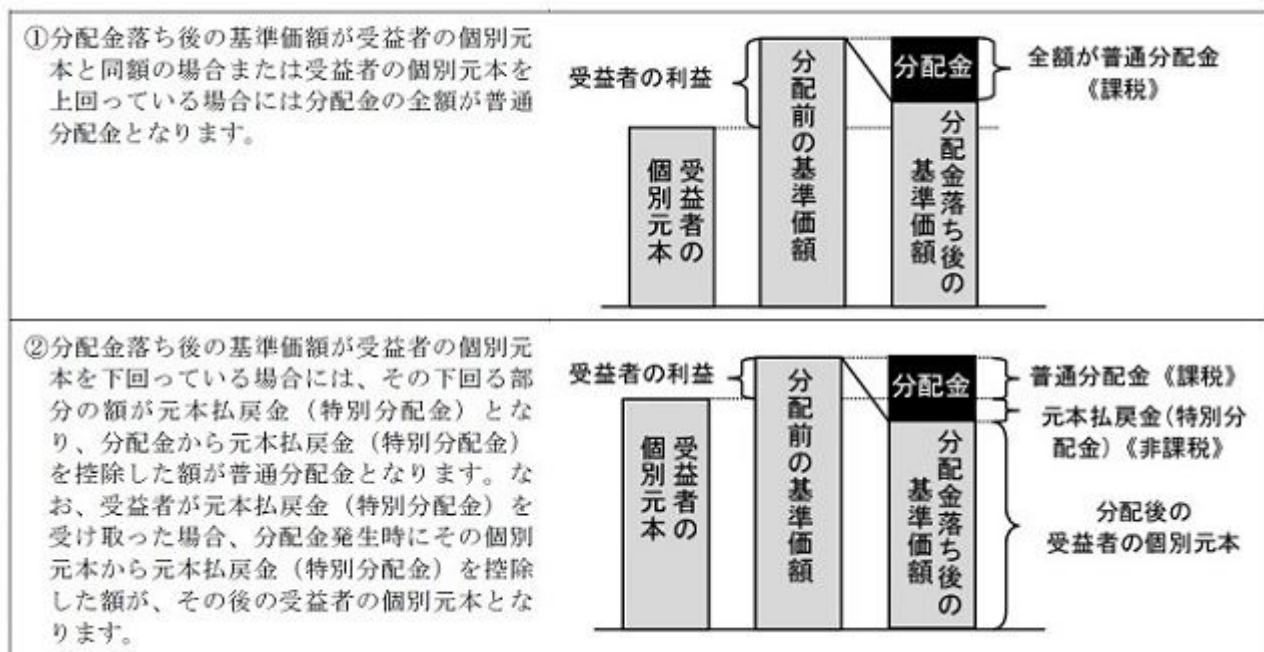 ①分配金落ち後の基準価額が受益者の個別元
本と同額の場合または受益者の個別元本を
上回っている場合には分配金の全額が普通
分配金となります。
受益者の利益
受益者の
個別元本
分配前の基準価額
分配金
分配金落ち後の
基準価額
全額が普通分配金
《課税》
②分配金落ち後の基準価額が受益者の個別元
本を下回っている場合には、その下回る部
分の額が元本払戻金（特別分配金）とな
り、分配金から元本払戻金（特別分配金）
を控除した額が普通分配金となります。な
お、受益者が元本払戻金（特別分配金）を
受け取った場合、分配金発生時にその個別
元本から元本払戻金（特別分配金）を控除
した額が、その後の受益者の個別元本とな
ります。
受益者の利益
受益者の
個別元本
分配前の基準価額
分配金
分配金落ち後の
基準価額
普通分配金《課税》
元本払戻金(特別分
配金)《非課税》
分配後の
受益者の個別元本